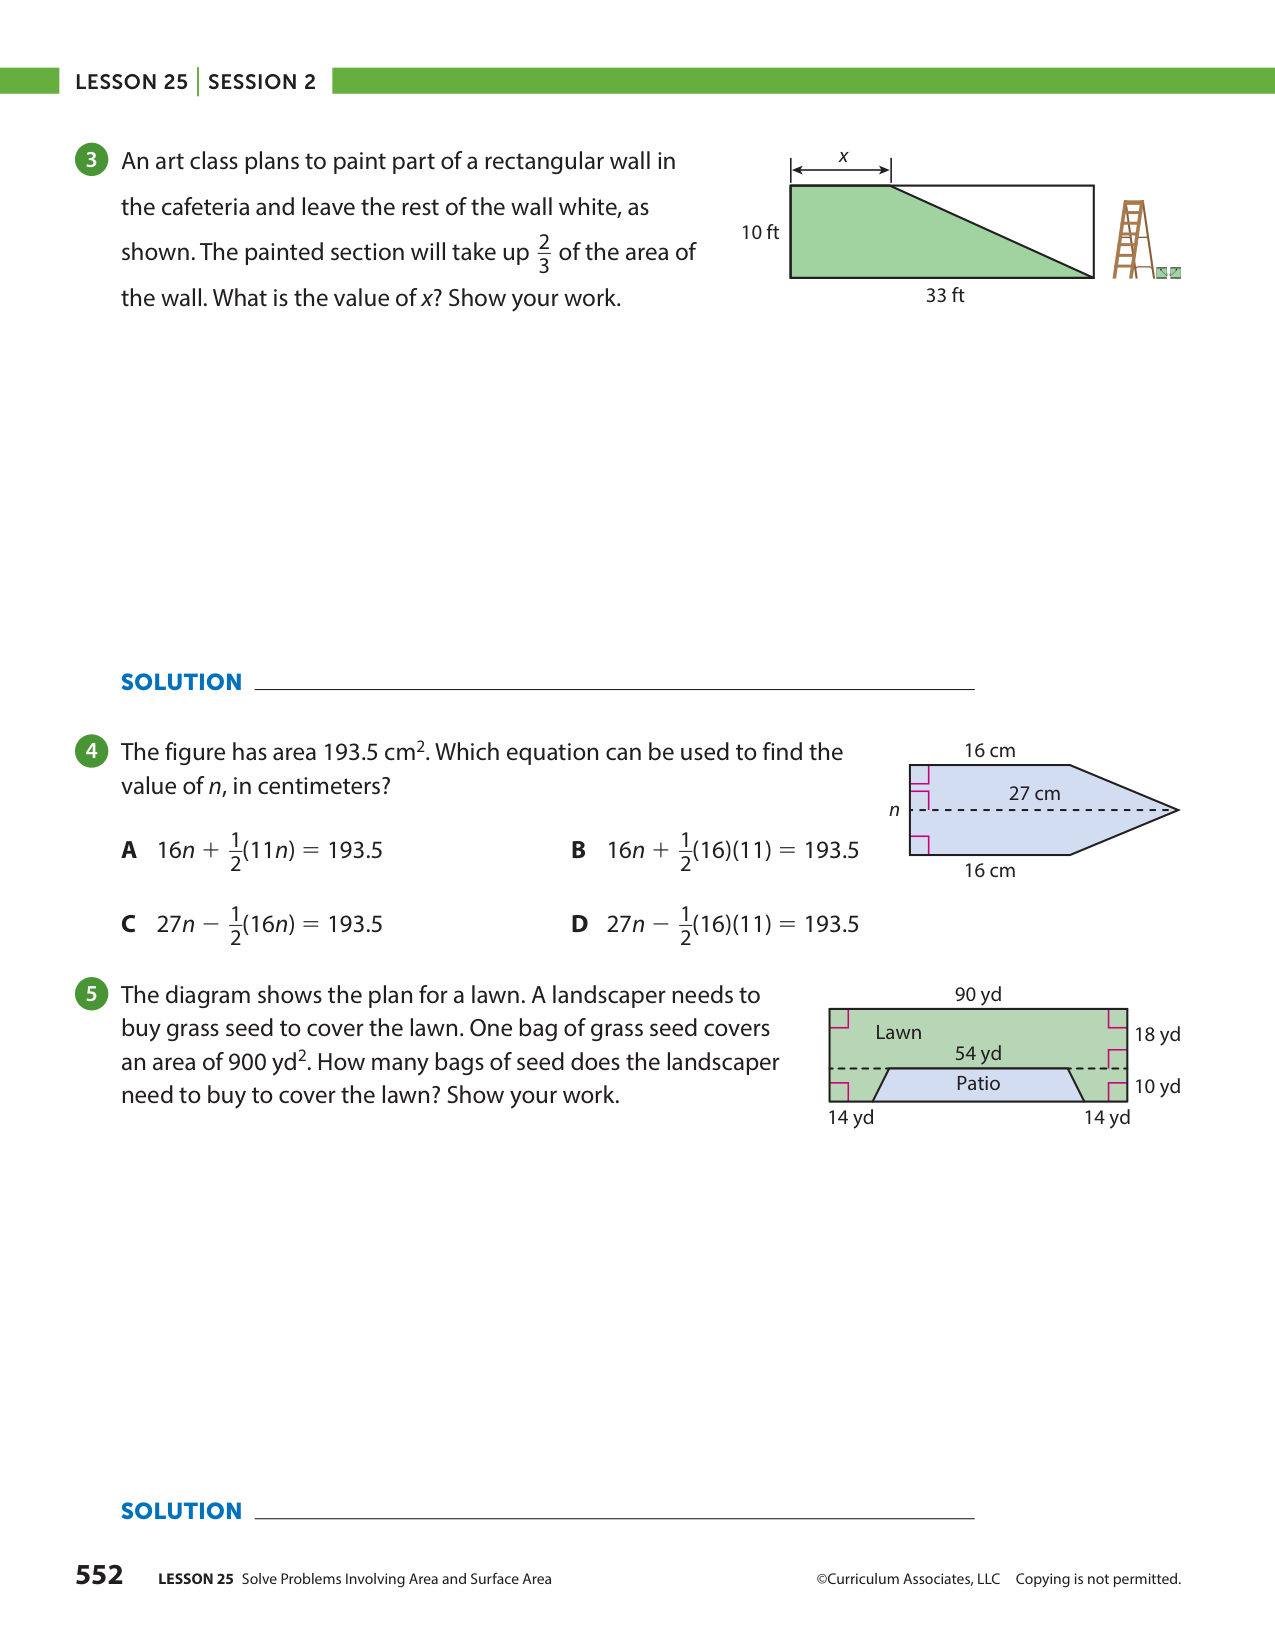 LESSON 25 | SESSION 2
3 An art class plans to paint part of a rectangular wall in
the cafeteria and leave the rest of the wall white, as
shown. The painted section will take up 2/3 of the area of
the wall. What is the value of x? Show your work.
x
10 ft
33 ft
SOLUTION
4 The figure has area 193.5 cm². Which equation can be used to find the
value of n, in centimeters?
A 16n + 1/2(11n) = 193.5
B 16n + 1/2(16)(11) = 193.5
C 27n − 1/2(16n) = 193.5
D 27n − 1/2(16)(11) = 193.5
16 cm
27 cm
n
16 cm
5 The diagram shows the plan for a lawn. A landscaper needs to
buy grass seed to cover the lawn. One bag of grass seed covers
an area of 900 yd². How many bags of seed does the landscaper
need to buy to cover the lawn? Show your work.
90 yd
Lawn
18 yd
54 yd
Patio
10 yd
14 yd
14 yd
SOLUTION
552 LESSON 25 Solve Problems Involving Area and Surface Area
©Curriculum Associates, LLC Copying is not permitted.